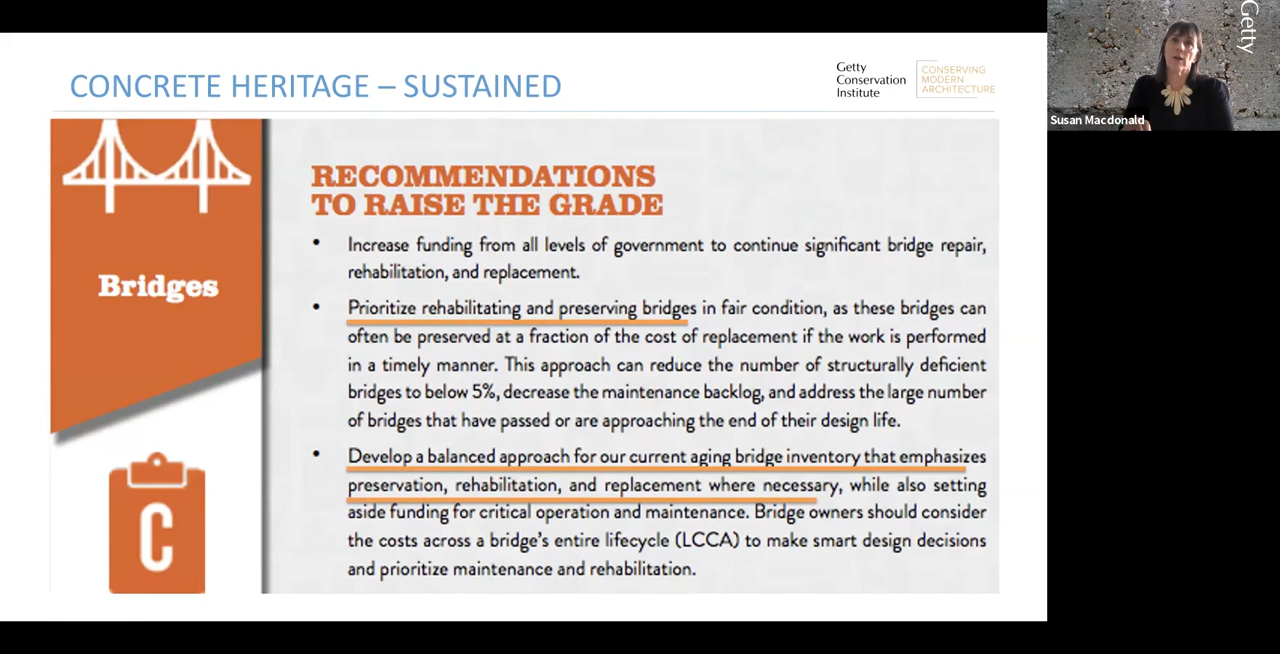 CONCRETE HERITAGE – SUSTAINED
Getty
Conservation
Institute
CONSERVING
MODERN
ARCHITECTURE
Getty
Susan Macdonald
Bridges
C
RECOMMENDATIONS
TO RAISE THE GRADE
• Increase funding from all levels of government to continue significant bridge repair,
rehabilitation, and replacement.
• Prioritize rehabilitating and preserving bridges in fair condition, as these bridges can
often be preserved at a fraction of the cost of replacement if the work is performed
in a timely manner. This approach can reduce the number of structurally deficient
bridges to below 5%, decrease the maintenance backlog, and address the large number
of bridges that have passed or are approaching the end of their design life.
• Develop a balanced approach for our current aging bridge inventory that emphasizes
preservation, rehabilitation, and replacement where necessary, while also setting
aside funding for critical operation and maintenance. Bridge owners should consider
the costs across a bridge's entire lifecycle (LCCA) to make smart design decisions
and prioritize maintenance and rehabilitation.